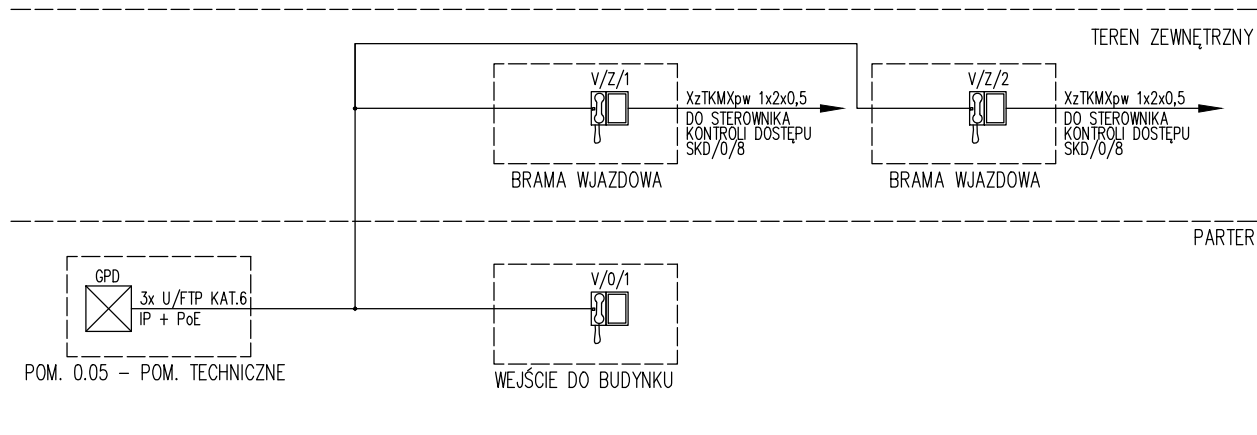 TEREN ZEWNĘTRZNY
V/Z/1
XzTKMXpw 1x2x0,5
DO STEROWNIKA
KONTROLI DOSTĘPU
SKD/0/8
BRAMA WJAZDOWA
V/Z/2
XzTKMXpw 1x2x0,5
DO STEROWNIKA
KONTROLI DOSTĘPU
SKD/0/8
BRAMA WJAZDOWA
PARTER
GPD
3x U/FTP KAT.6
IP + PoE
POM. 0.05 – POM. TECHNICZNE
V/0/1
WEJŚCIE DO BUDYNKU